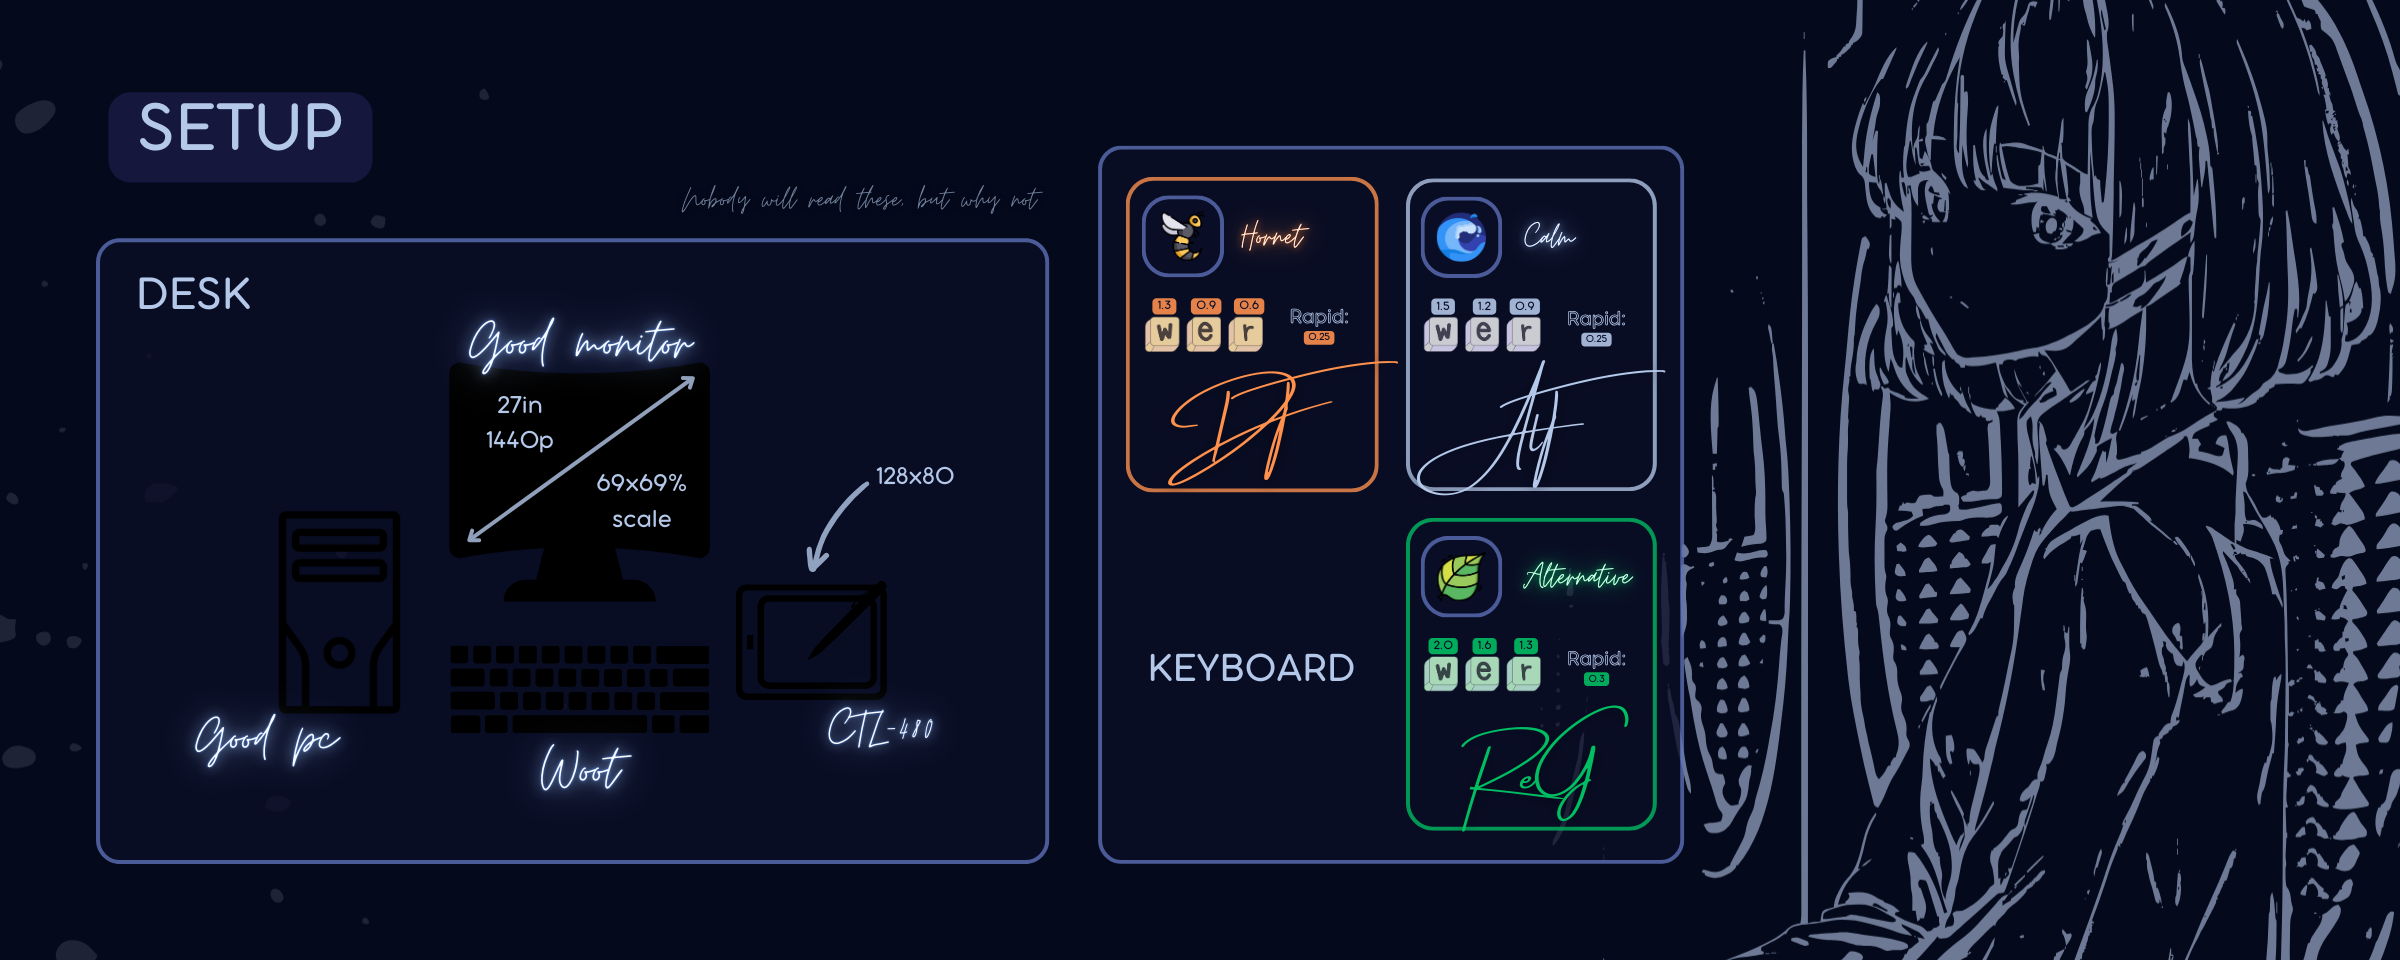 SETUP
Nobody will read these, but why not
DESK
Good monitor
27in
1440p
69x69%
scale
128x80
Good pc
Woot
CTL-480
KEYBOARD
Hornet
1.3 0.9 0.6
w e r
Rapid:
0.25
Calm
1.5 1.2 0.9
w e r
Rapid:
0.25
Alternative
2.0 1.6 1.3
w e r
Rapid:
0.3
ReG